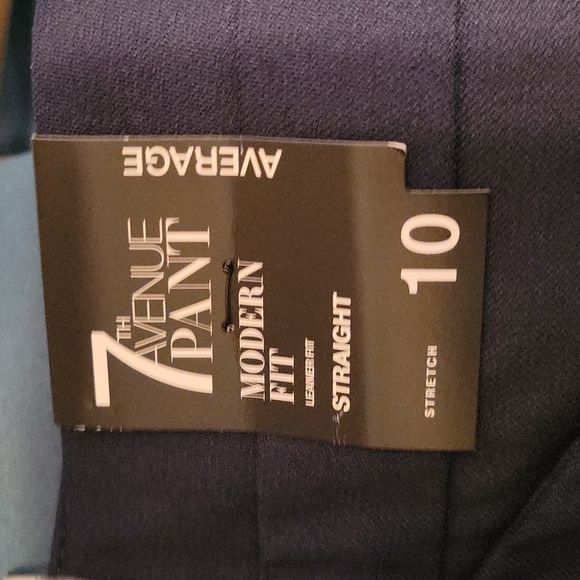 AVERAGE
7TH
AVENUE
PANT
MODERN
FIT
LEANER FIT
STRAIGHT
STRETCH
10